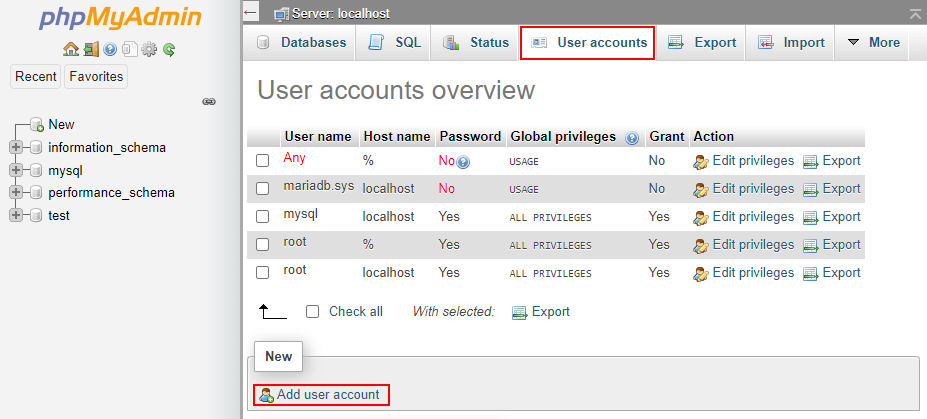 phpMyAdmin
Recent Favorites
New
information_schema
mysql
performance_schema
test
Server: localhost
Databases SQL Status User accounts Export Import More
User accounts overview
User name Host name Password Global privileges Grant Action
Any % No USAGE No Edit privileges Export
mariadb.sys localhost No USAGE No Edit privileges Export
mysql localhost Yes ALL PRIVILEGES Yes Edit privileges Export
root % Yes ALL PRIVILEGES Yes Edit privileges Export
root localhost Yes ALL PRIVILEGES Yes Edit privileges Export
Check all With selected: Export
New
Add user account